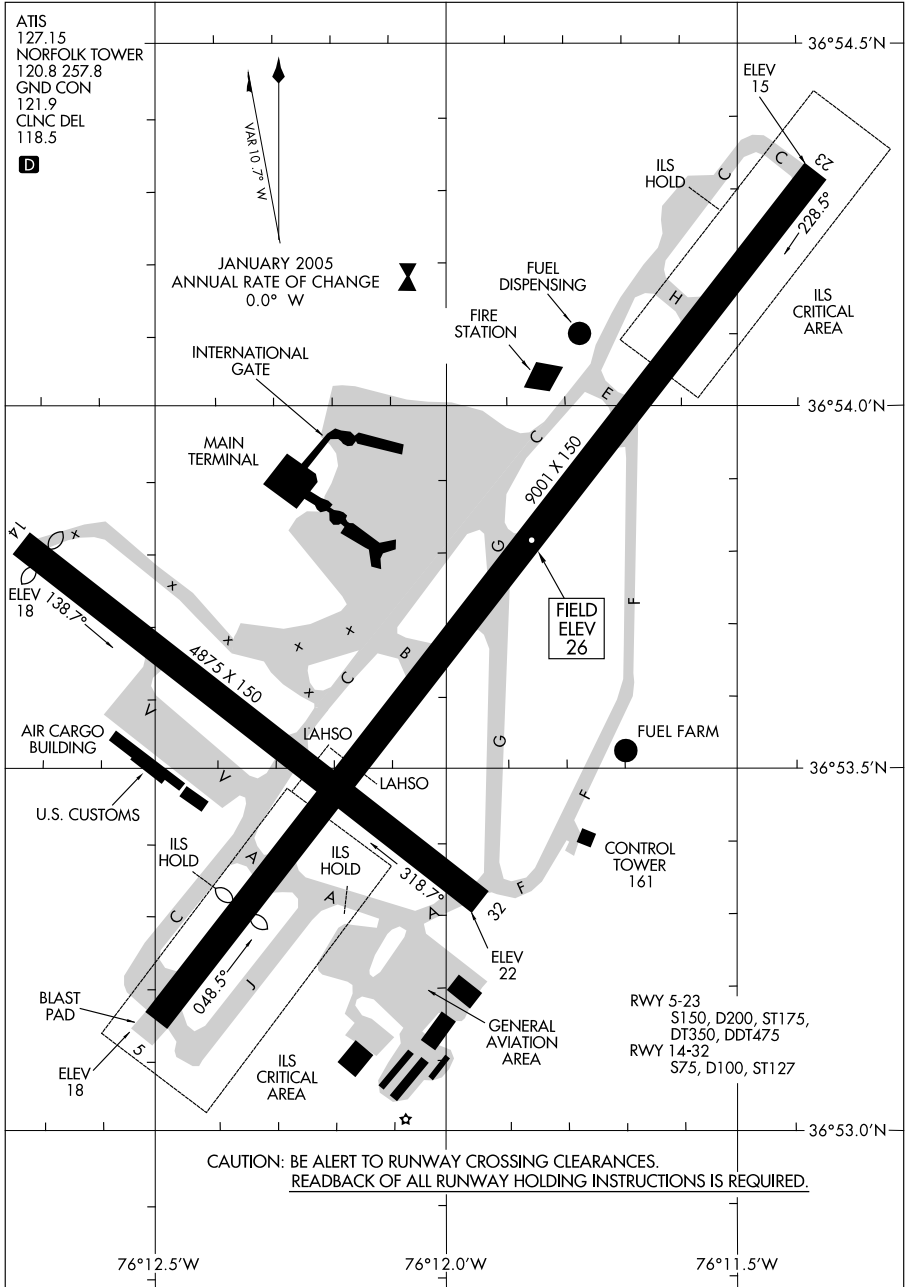 ATIS
127.15
NORFOLK TOWER
120.8 257.8
GND CON
121.9
CLNC DEL
118.5
D
VAR 10.7° W
JANUARY 2005
ANNUAL RATE OF CHANGE
0.0° W
36°54.5'N
ELEV
15
23
C
C
ILS
HOLD
228.5°
H
ILS
CRITICAL
AREA
FUEL
DISPENSING
FIRE
STATION
INTERNATIONAL
GATE
E
36°54.0'N
MAIN
TERMINAL
C
9001 X 150
G
14
x
x
ELEV
18
138.7°
F
FIELD
ELEV
26
x
x
x
x
B
C
4875 X 150
V
G
LAHSO
LAHSO
FUEL FARM
AIR CARGO
BUILDING
V
36°53.5'N
U.S. CUSTOMS
F
ILS
HOLD
A
ILS
HOLD
318.7°
CONTROL
TOWER
161
A
A
F
32
C
048.5°
J
ELEV
22
BLAST
PAD
5
ELEV
18
GENERAL
AVIATION
AREA
ILS
CRITICAL
AREA
RWY 5-23
S150, D200, ST175,
DT350, DDT475
RWY 14-32
S75, D100, ST127
36°53.0'N
CAUTION: BE ALERT TO RUNWAY CROSSING CLEARANCES.
READBACK OF ALL RUNWAY HOLDING INSTRUCTIONS IS REQUIRED.
76°12.5'W
76°12.0'W
76°11.5'W